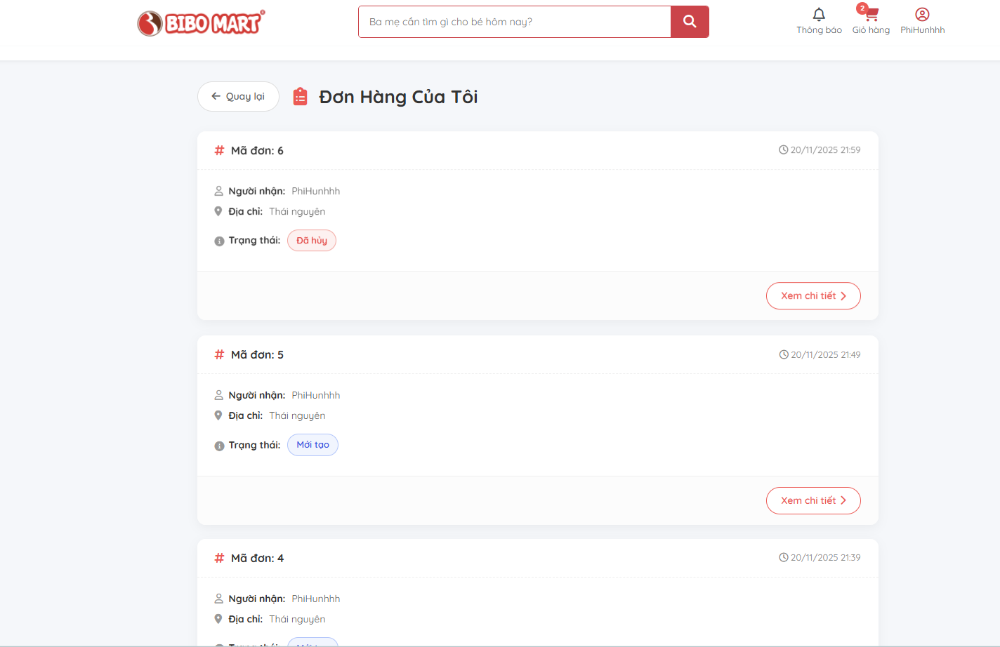 BIBO MART
Ba mẹ cần tìm gì cho bé hôm nay?
2
Thông báo Giỏ hàng PhiHunhhh
Quay lại Đơn Hàng Của Tôi
# Mã đơn: 6 20/11/2025 21:59
Người nhận: PhiHunhhh
Địa chỉ: Thái nguyên
Trạng thái: Đã hủy
Xem chi tiết
# Mã đơn: 5 20/11/2025 21:49
Người nhận: PhiHunhhh
Địa chỉ: Thái nguyên
Trạng thái: Mới tạo
Xem chi tiết
# Mã đơn: 4 20/11/2025 21:39
Người nhận: PhiHunhhh
Địa chỉ: Thái nguyên